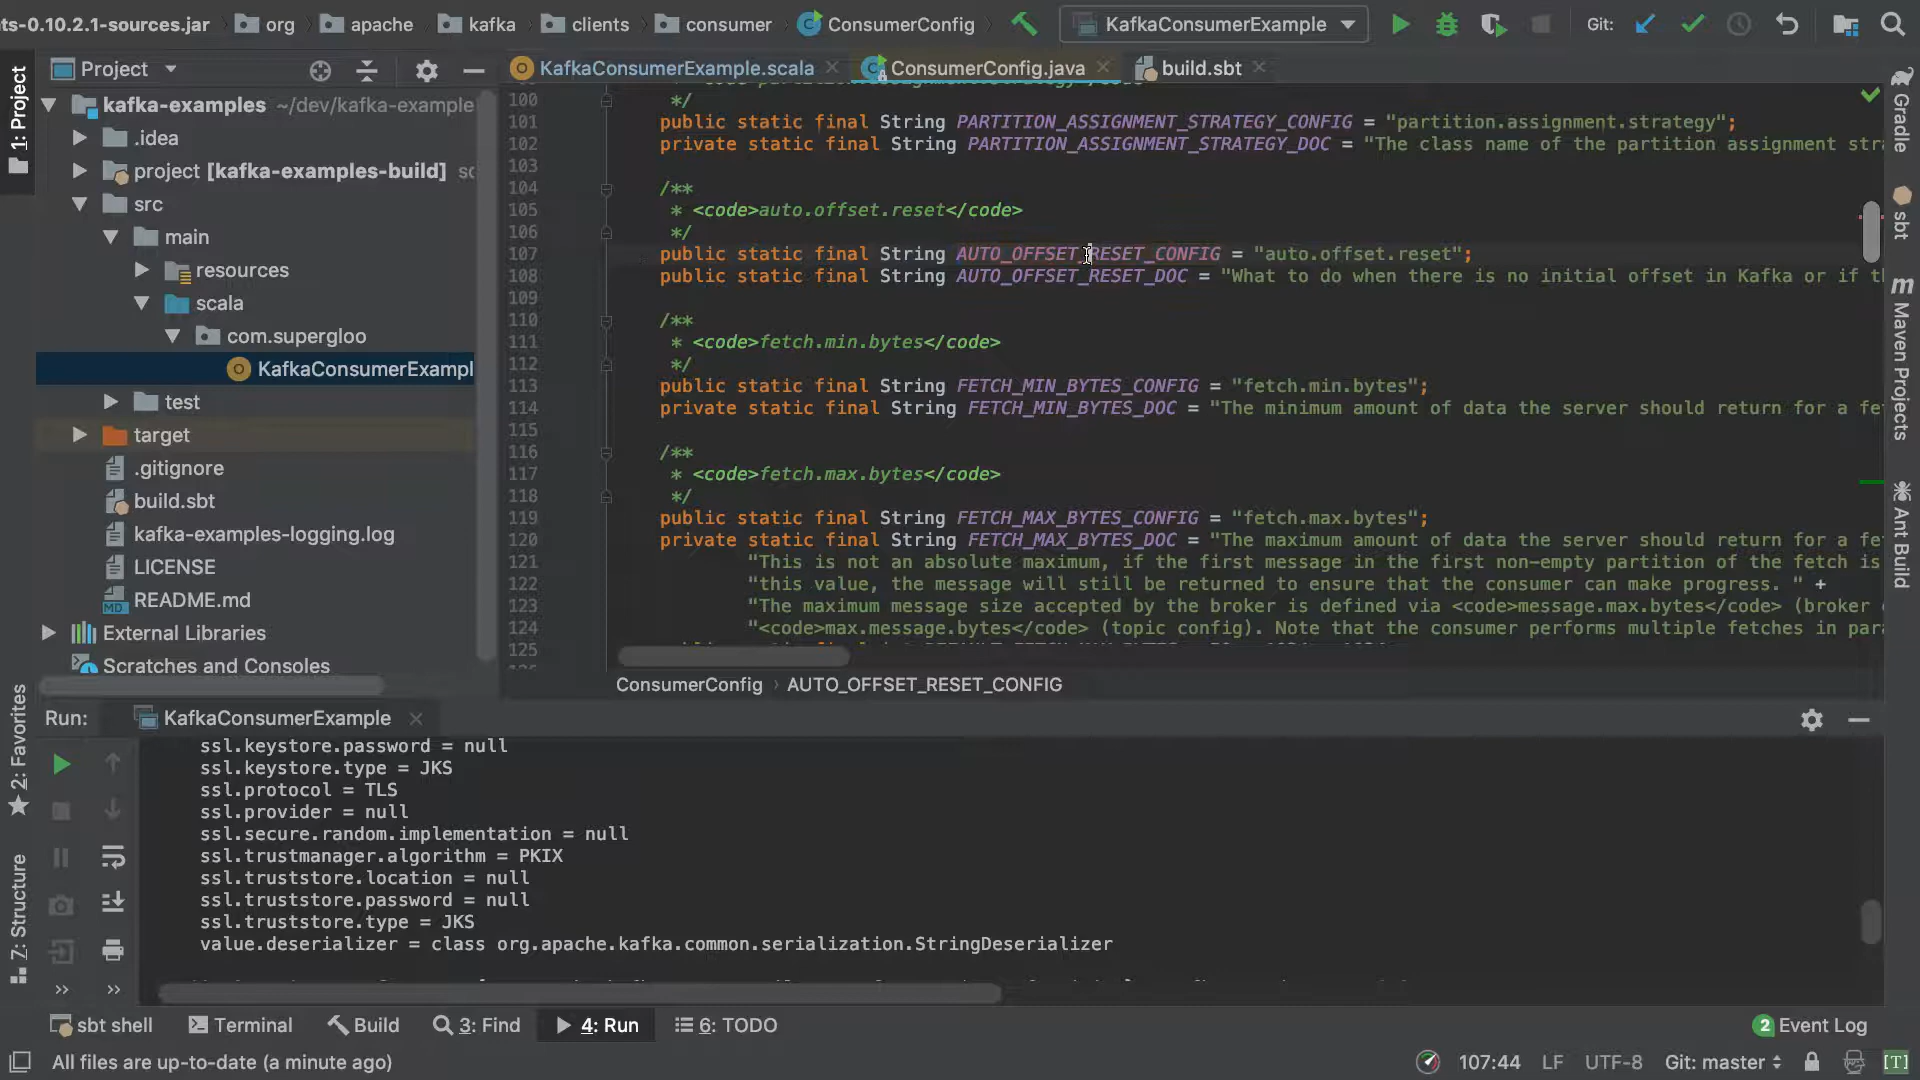 ts-0.10.2.1-sources.jar org apache kafka clients consumer ConsumerConfig KafkaConsumerExample Git:
Project KafkaConsumerExample.scala ConsumerConfig.java build.sbt
1: Project
kafka-examples ~/dev/kafka-example
.idea
project [kafka-examples-build] sc
src
main
resources
scala
com.supergloo
KafkaConsumerExampl
test
target
.gitignore
build.sbt
kafka-examples-logging.log
LICENSE
README.md
External Libraries
Scratches and Consoles
100 */
101 public static final String PARTITION_ASSIGNMENT_STRATEGY_CONFIG = "partition.assignment.strategy";
102 private static final String PARTITION_ASSIGNMENT_STRATEGY_DOC = "The class name of the partition assignment stra
103
104 /**
105 * <code>auto.offset.reset</code>
106 */
107 public static final String AUTO_OFFSET_RESET_CONFIG = "auto.offset.reset";
108 public static final String AUTO_OFFSET_RESET_DOC = "What to do when there is no initial offset in Kafka or if th
109
110 /**
111 * <code>fetch.min.bytes</code>
112 */
113 public static final String FETCH_MIN_BYTES_CONFIG = "fetch.min.bytes";
114 private static final String FETCH_MIN_BYTES_DOC = "The minimum amount of data the server should return for a fet
115
116 /**
117 * <code>fetch.max.bytes</code>
118 */
119 public static final String FETCH_MAX_BYTES_CONFIG = "fetch.max.bytes";
120 private static final String FETCH_MAX_BYTES_DOC = "The maximum amount of data the server should return for a fet
121 "This is not an absolute maximum, if the first message in the first non-empty partition of the fetch is
122 "this value, the message will still be returned to ensure that the consumer can make progress. " +
123 "The maximum message size accepted by the broker is defined via <code>message.max.bytes</code> (broker
124 "<code>max.message.bytes</code> (topic config). Note that the consumer performs multiple fetches in para
125
ConsumerConfig › AUTO_OFFSET_RESET_CONFIG
Gradle
sbt
m Maven Projects
Ant Build
2: Favorites
Z: Structure
Run: KafkaConsumerExample
ssl.keystore.password = null
ssl.keystore.type = JKS
ssl.protocol = TLS
ssl.provider = null
ssl.secure.random.implementation = null
ssl.trustmanager.algorithm = PKIX
ssl.truststore.location = null
ssl.truststore.password = null
ssl.truststore.type = JKS
value.deserializer = class org.apache.kafka.common.serialization.StringDeserializer
sbt shell Terminal Build 3: Find 4: Run 6: TODO 2 Event Log
All files are up-to-date (a minute ago) 107:44 LF UTF-8 Git: master [T]